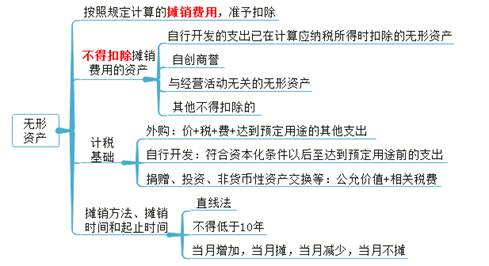 按照规定计算的摊销费用，准予扣除
自行开发的支出已在计算应纳税所得时扣除的无形资产
不得扣除摊销
费用的资产
自创商誉
与经营活动无关的无形资产
其他不得扣除的
无形
资产
外购：价+税+费+达到预定用途的其他支出
计税
基础
自行开发：符合资本化条件以后至达到预定用途前的支出
捐赠、投资、非货币性资产交换等：公允价值+相关税费
直线法
摊销方法、摊销
时间和起止时间
不得低于10年
当月增加，当月摊，当月减少，当月不摊